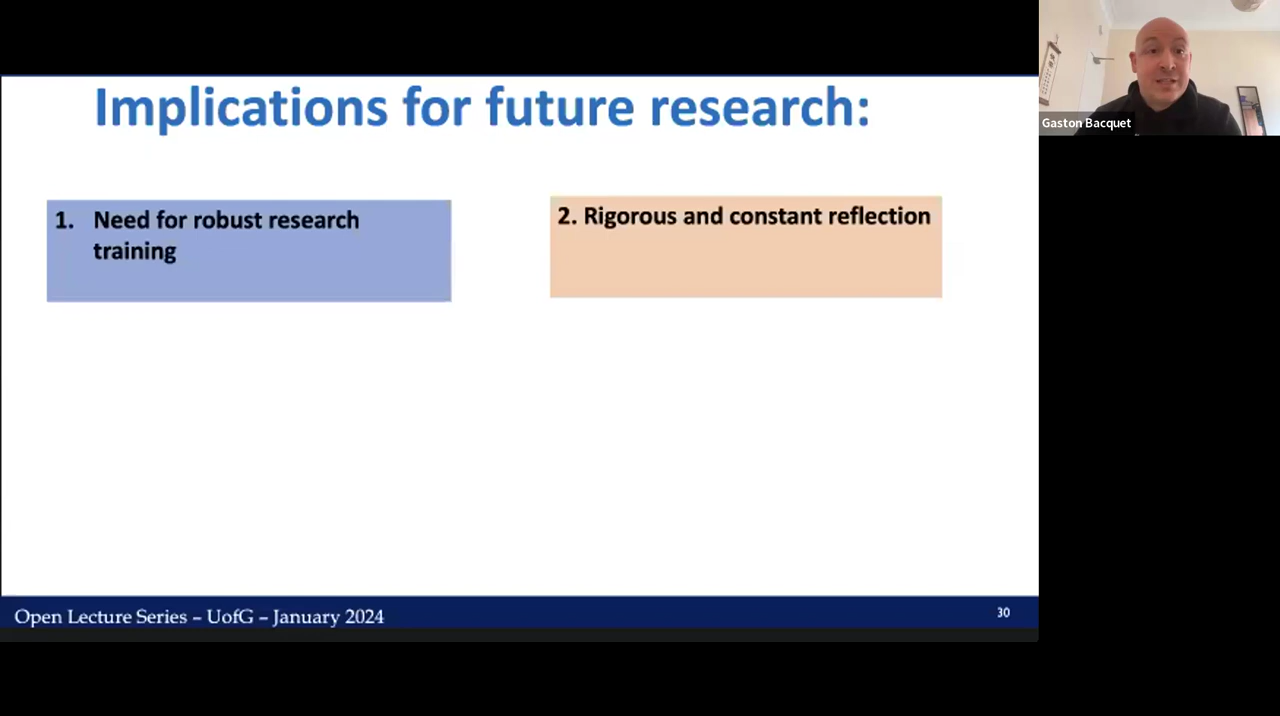 Implications for future research:
1. Need for robust research
training
2. Rigorous and constant reflection
Open Lecture Series – UofG – January 2024
30
Gaston Bacquet